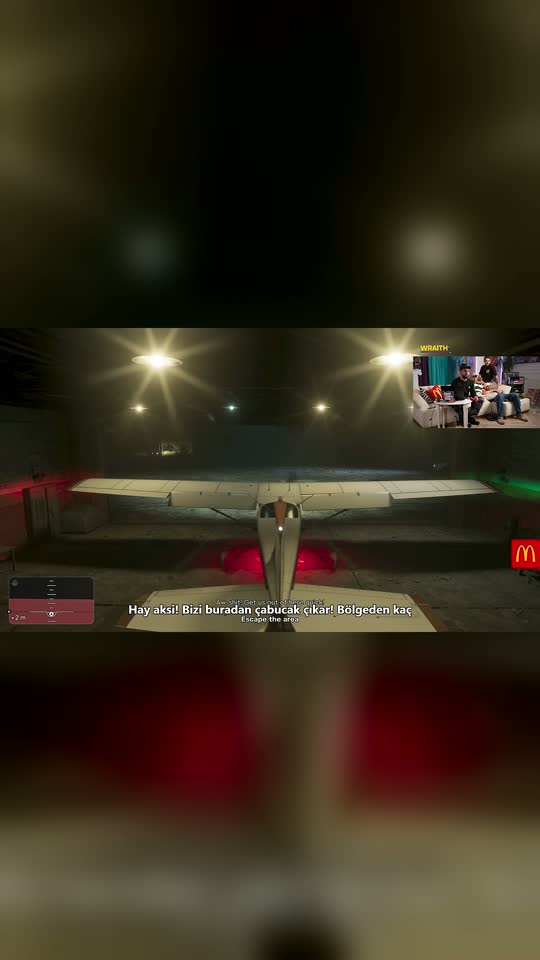 WRAITH
2 m
Aw, shit! Get us out of here quick!
Hay aksi! Bizi buradan çabucak çıkar! Bölgeden kaç
Escape the area